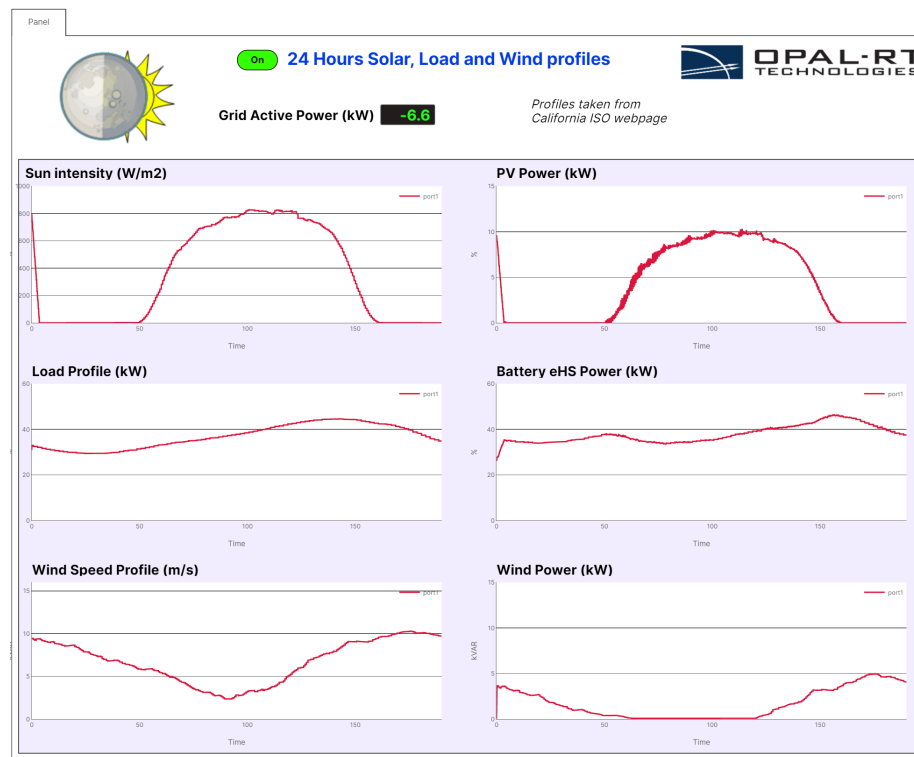 Panel
On
24 Hours Solar, Load and Wind profiles
OPAL-RT
TECHNOLOGIES
Grid Active Power (kW)
-6.6
Profiles taken from
California ISO webpage
Sun intensity (W/m2)
1000
800
600
400
200
0
0
50
100
150
port1
Time
PV Power (kW)
15
10
5
0
%
0
50
100
150
port1
Time
Load Profile (kW)
60
40
20
0
0
50
100
150
port1
Time
Battery eHS Power (kW)
60
40
20
0
%
0
50
100
150
port1
Time
Wind Speed Profile (m/s)
15
10
5
0
0
50
100
150
port1
Time
Wind Power (kW)
15
10
5
0
kVAR
0
50
100
150
port1
Time